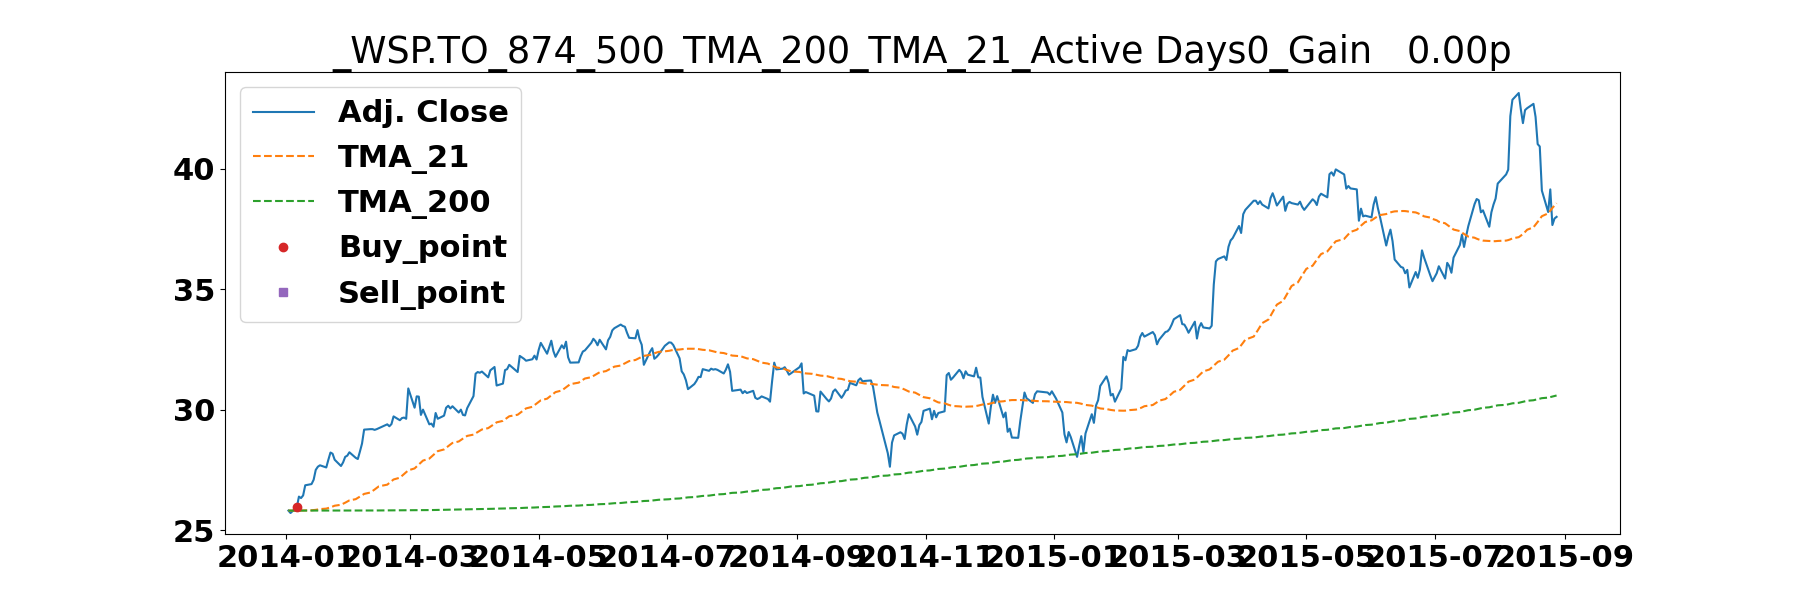 _WSP.TO_874_500_TMA_200_TMA_21_Active Days0_Gain   0.00p
Adj. Close
TMA_21
TMA_200
Buy_point
Sell_point
40
35
30
25
2014-01
2014-03
2014-05
2014-07
2014-09
2014-11
2015-01
2015-03
2015-05
2015-07
2015-09